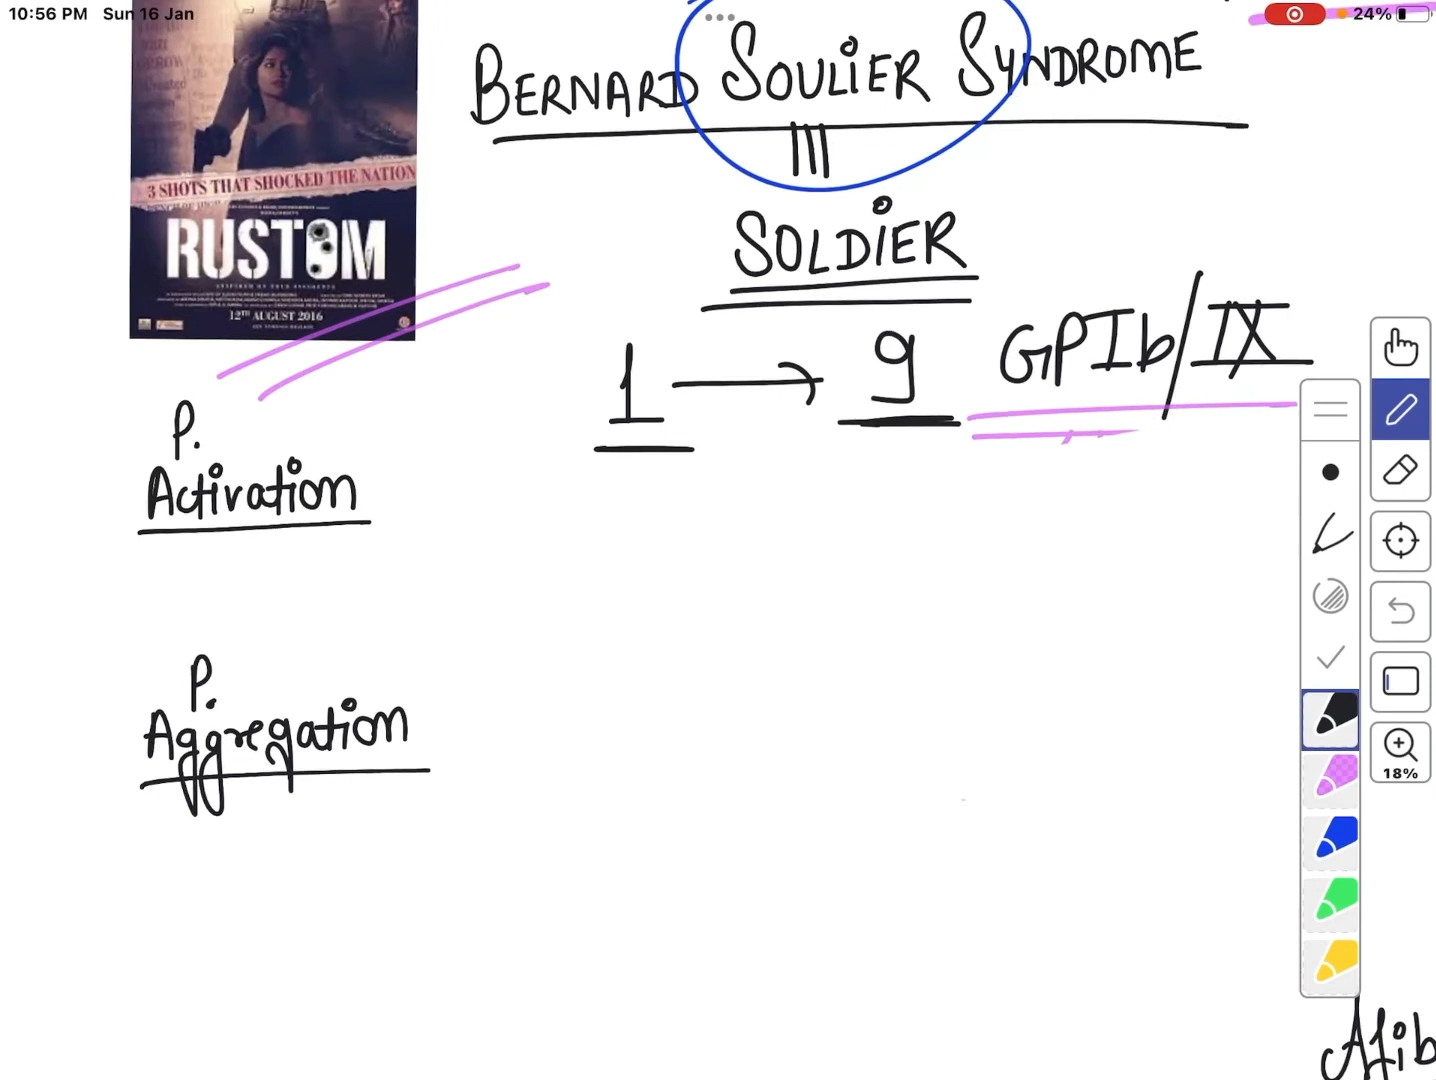 10:56 PM Sun 16 Jan
24%
BERNARD SOULIER SYNDROME
3 SHOTS THAT SHOCKED THE NATION
RUSTOM
12TH AUGUST 2016
SOLDIER
1 → 9 GPIb/IX
P.
Activation
P.
Aggregation
18%
Afib